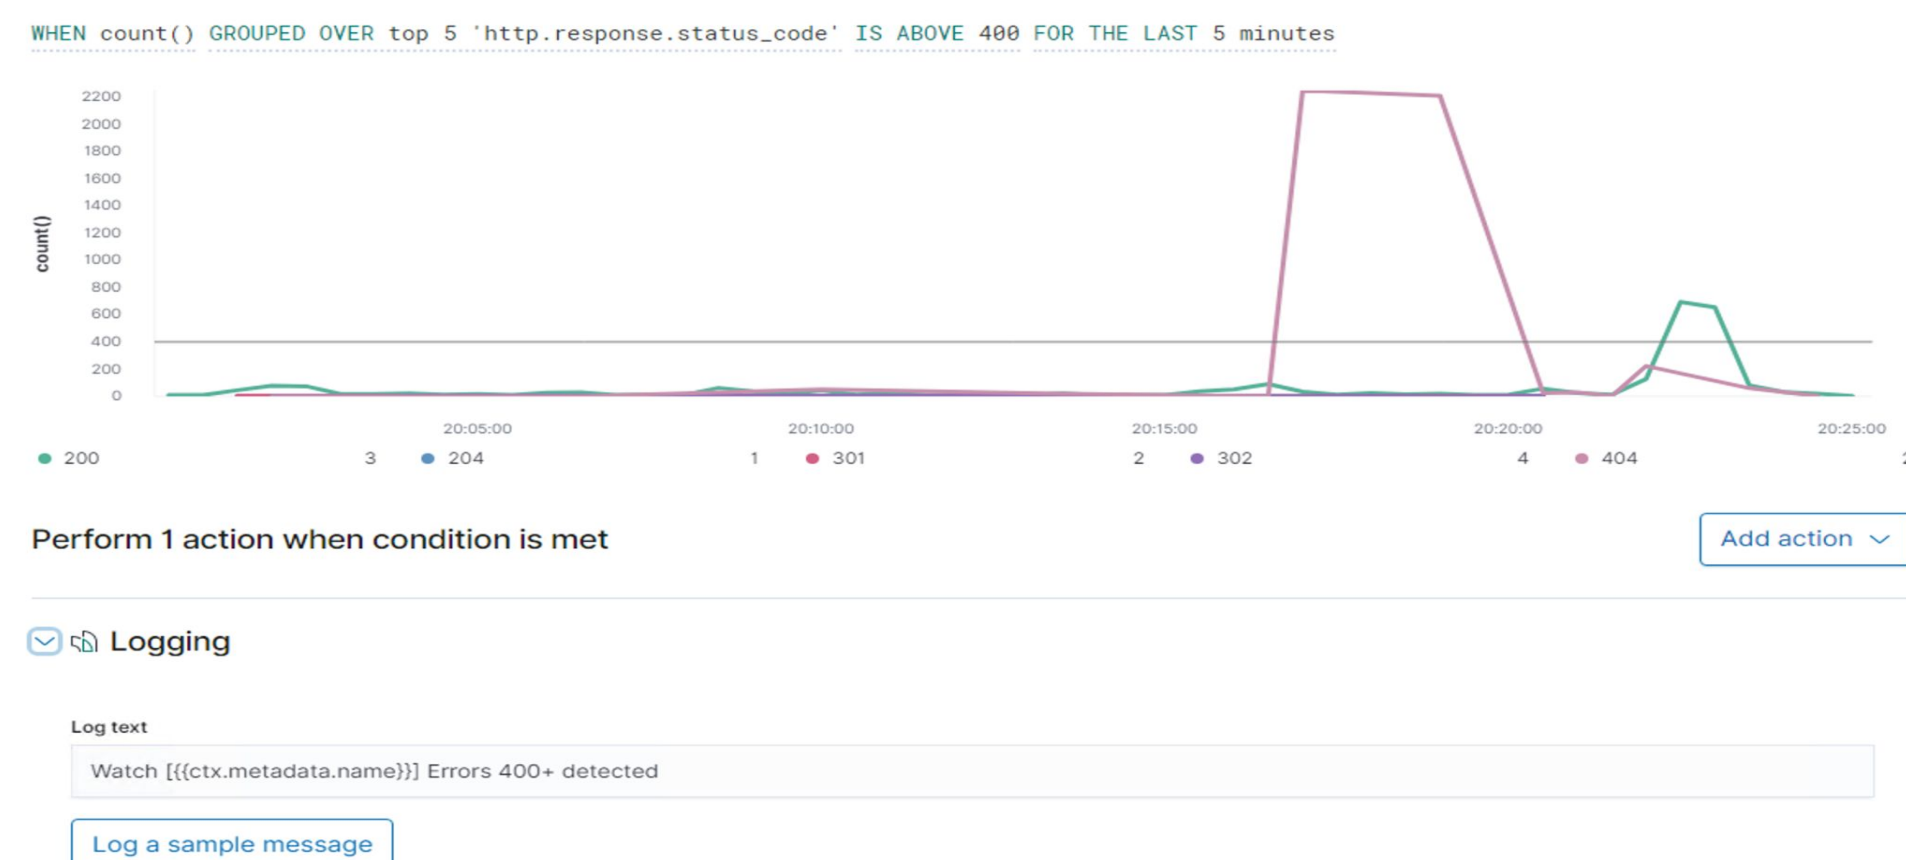 WHEN count() GROUPED OVER top 5 'http.response.status_code' IS ABOVE 400 FOR THE LAST 5 minutes
2200
2000
1800
1600
1400
1200
1000
800
600
400
200
0
count()
20:05:00 20:10:00 20:15:00 20:20:00 20:25:00
200 3 204 1 301 2 302 4 404
Perform 1 action when condition is met
Add action
Logging
Log text
Watch [{{ctx.metadata.name}}] Errors 400+ detected
Log a sample message